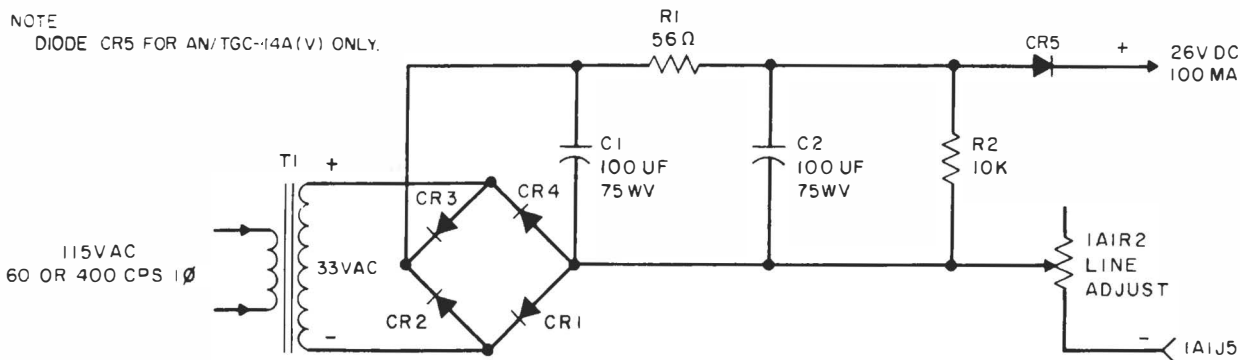 NOTE
DIODE CR5 FOR AN/TGC-14A(V) ONLY.
R1
56Ω
CR5
+
26V DC
100 MA
C1
100 UF
75WV
C2
100 UF
75WV
R2
10K
T1
+
CR3
CR4
115VAC
60 OR 400 CPS 1Ø
33VAC
1A1R2
LINE
ADJUST
CR2
CR1
-
-
1A1J5